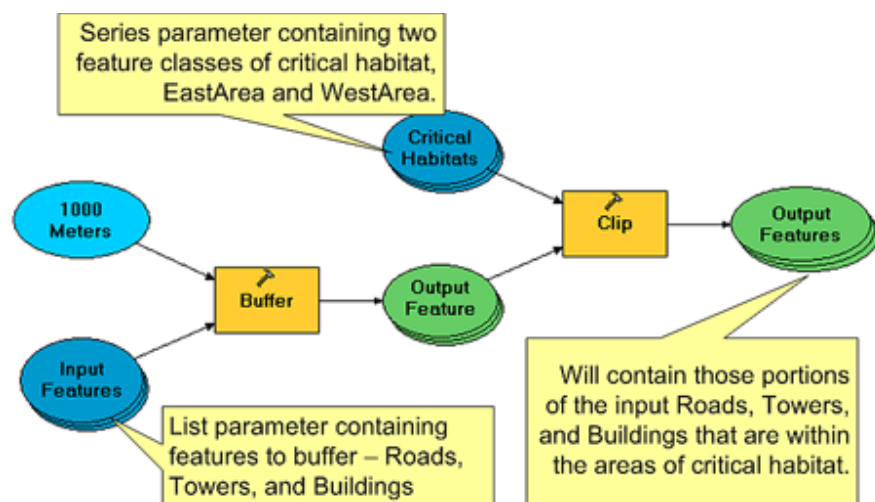 Series parameter containing two
feature classes of critical habitat,
EastArea and WestArea.
Critical
Habitats
1000
Meters
Clip
Output
Features
Buffer
Output
Feature
Input
Features
List parameter containing
features to buffer – Roads,
Towers, and Buildings
Will contain those portions
of the input Roads, Towers,
and Buildings that are within
the areas of critical habitat.